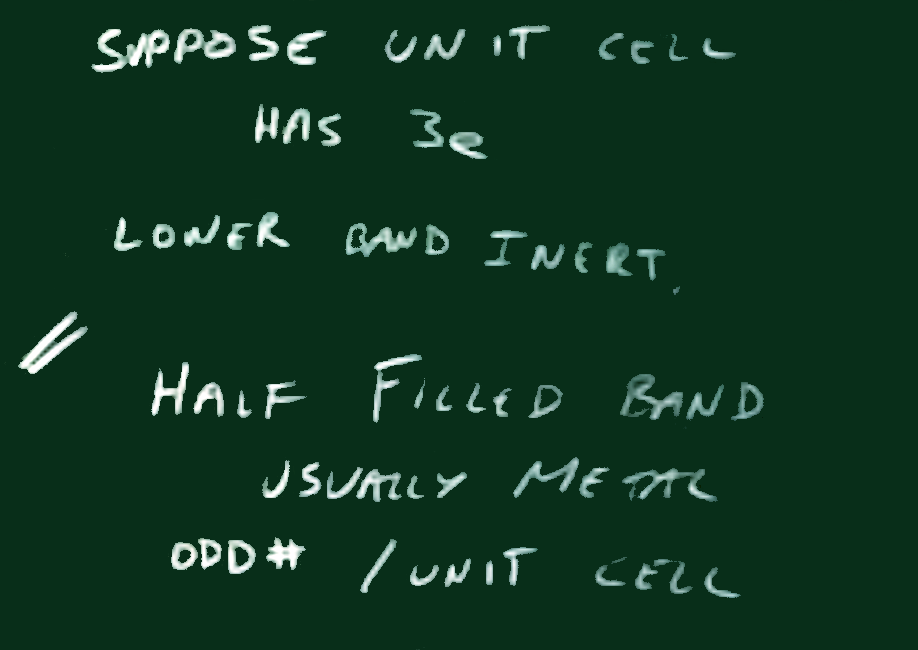 SUPPOSE UNIT CELL
HAS 3e
LOWER BAND INERT.
HALF FILLED BAND
USUALLY METAL
ODD# /UNIT CELL